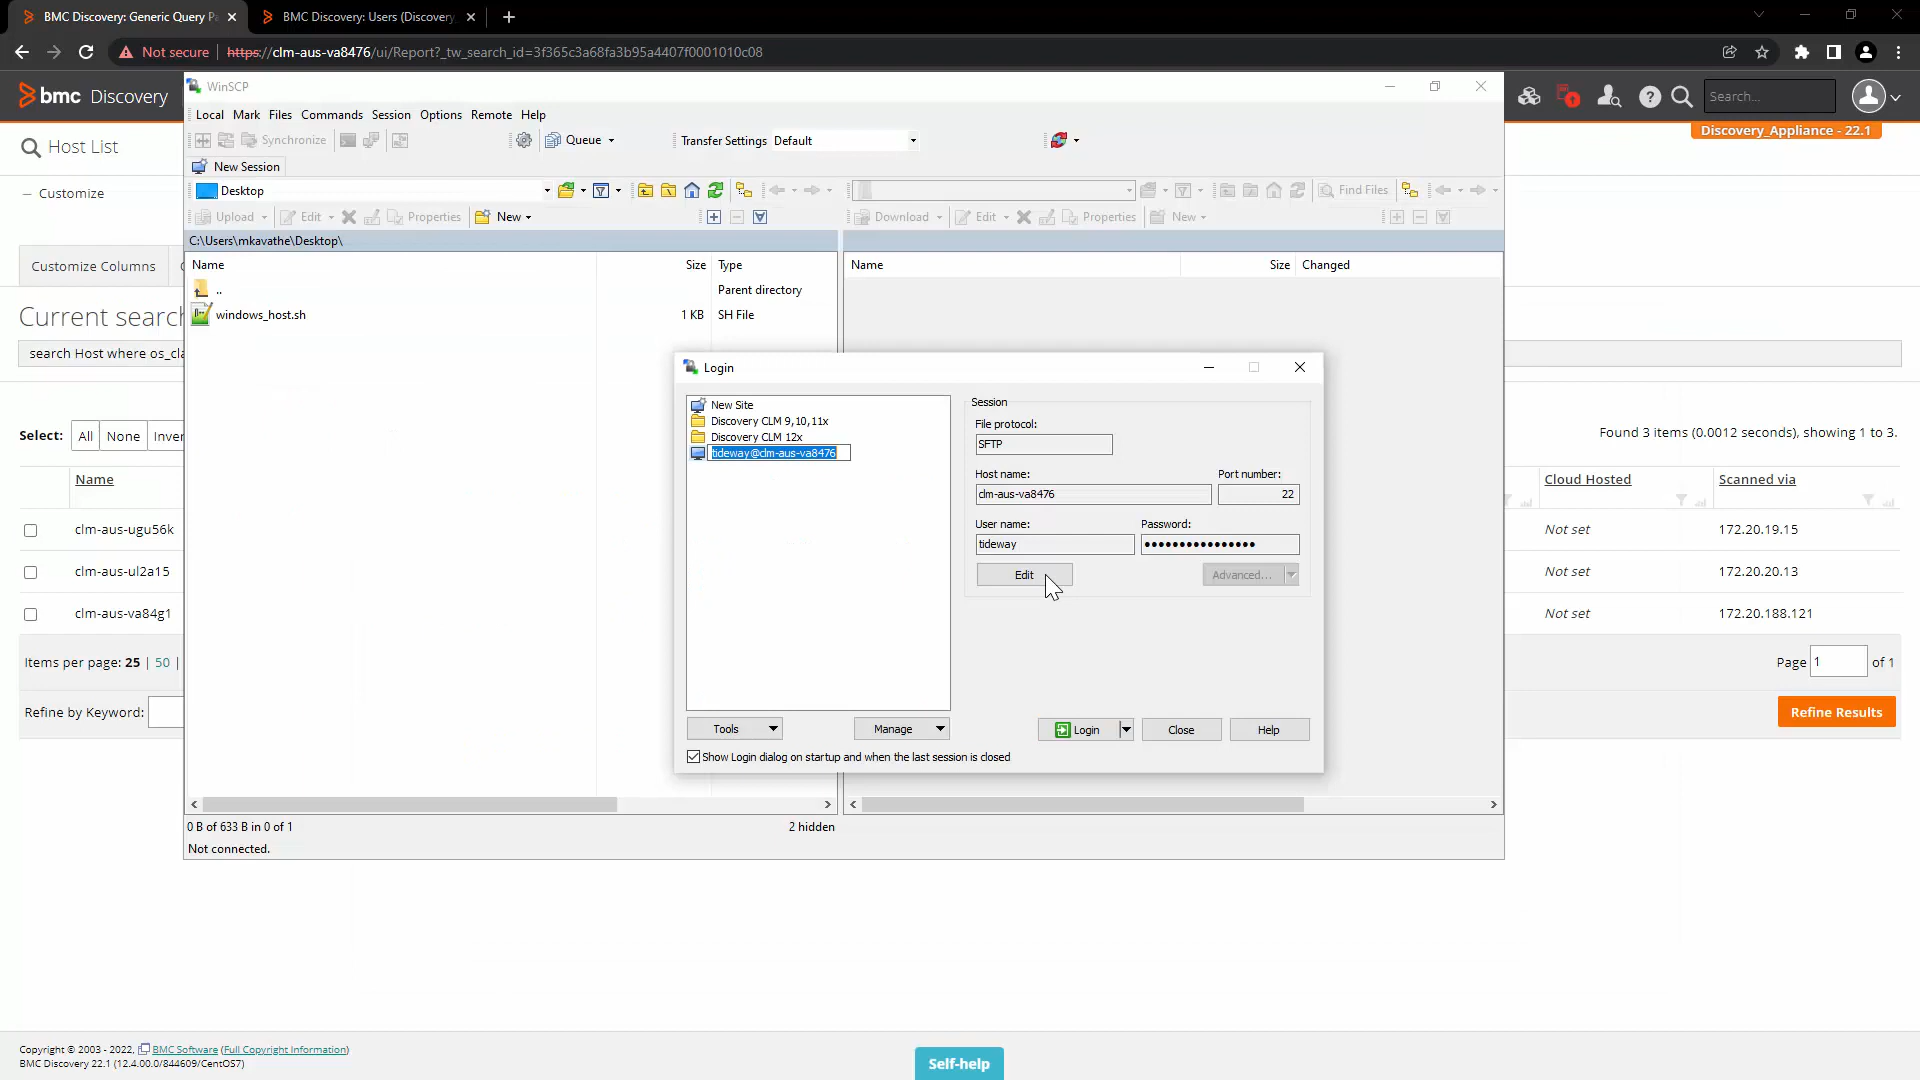 BMC Discovery: Generic Query Pa
BMC Discovery: Users (Discovery_
Not secure https://clm-aus-va8476/ui/Report?_tw_search_id=3f365c3a68fa3b95a4407f0001010c08
bmc Discovery
Search...
Discovery_Appliance - 22.1
Host List
Customize
Customize Columns
Current search
search Host where os_cla
Select: All None Inver
Found 3 items (0.0012 seconds), showing 1 to 3.
Name Cloud Hosted Scanned via
clm-aus-ugu56k Not set 172.20.19.15
clm-aus-ul2a15 Not set 172.20.20.13
clm-aus-va84g1 Not set 172.20.188.121
Items per page: 25 | 50 |
Page 1 of 1
Refine by Keyword:
Refine Results
WinSCP
Local Mark Files Commands Session Options Remote Help
Synchronize Queue Transfer Settings Default
New Session
Desktop Find Files
Upload Edit Properties New Download Edit Properties New
C:\Users\mkavathe\Desktop\
Name Size Type Name Size Changed
.. Parent directory
windows_host.sh 1 KB SH File
Login
New Site
Discovery CLM 9,10,11x
Discovery CLM 12x
tideway@clm-aus-va8476
Session
File protocol:
SFTP
Host name: Port number:
clm-aus-va8476 22
User name: Password:
tideway ••••••••••••••••
Edit Advanced...
Tools Manage Login Close Help
Show Login dialog on startup and when the last session is closed
0 B of 633 B in 0 of 1 2 hidden
Not connected.
Copyright © 2003 - 2022, BMC Software (Full Copyright Information)
BMC Discovery 22.1 (12.4.00.0/844609/CentOS7)
Self-help